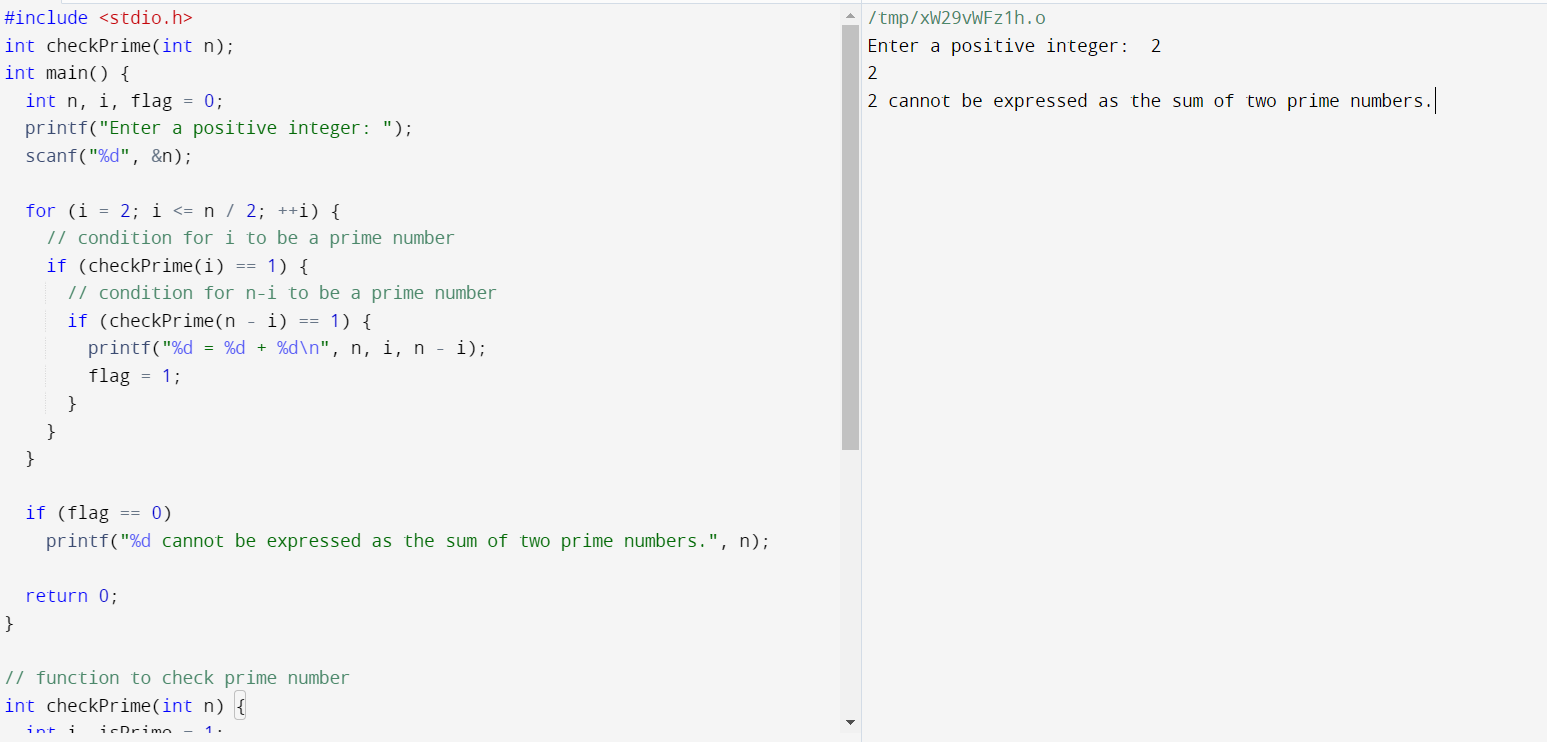 #include <stdio.h>
int checkPrime(int n);
int main() {
  int n, i, flag = 0;
  printf("Enter a positive integer: ");
  scanf("%d", &n);

  for (i = 2; i <= n / 2; ++i) {
    // condition for i to be a prime number
    if (checkPrime(i) == 1) {
      // condition for n-i to be a prime number
      if (checkPrime(n - i) == 1) {
        printf("%d = %d + %d\n", n, i, n - i);
        flag = 1;
      }
    }
  }

  if (flag == 0)
    printf("%d cannot be expressed as the sum of two prime numbers.", n);

  return 0;
}

// function to check prime number
int checkPrime(int n) {
  int i, isPrime = 1;
/tmp/xW29vWFz1h.o
Enter a positive integer:  2
2
2 cannot be expressed as the sum of two prime numbers.